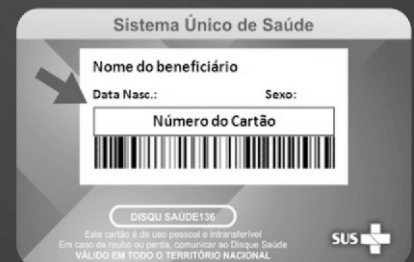 Sistema Único de Saúde
Nome do beneficiário
Data Nasc.: Sexo:
Número do Cartão
DISQU SAÚDE136
Este cartão é de uso pessoal e intransferível
Em caso de roubo ou perda, comunicar ao Disque Saúde
VÁLIDO EM TODO O TERRITÓRIO NACIONAL
SUS